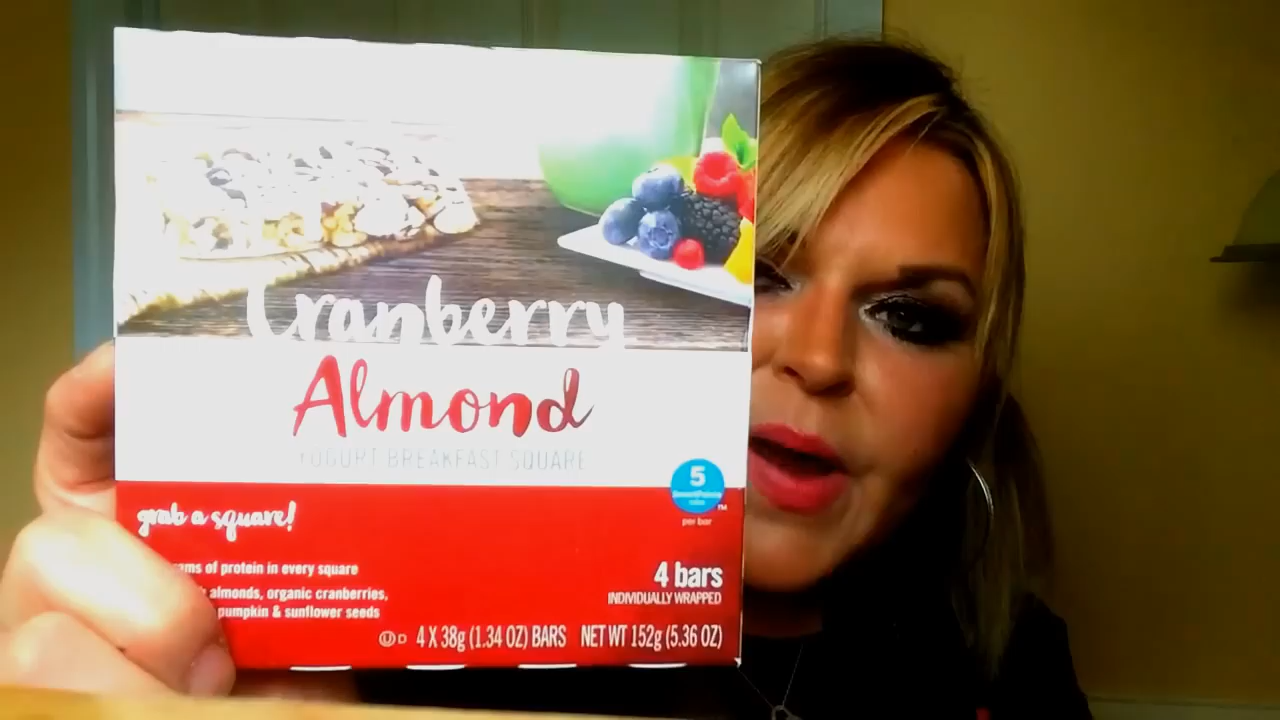 Cranberry
Almond
YOGURT BREAKFAST SQUARE
5
SmartPoints
per bar
grab a square!
of protein in every square
almonds, organic cranberries,
pumpkin & sunflower seeds
4 bars
INDIVIDUALLY WRAPPED
4 X 38g (1.34 OZ) BARS NET WT 152g (5.36 OZ)